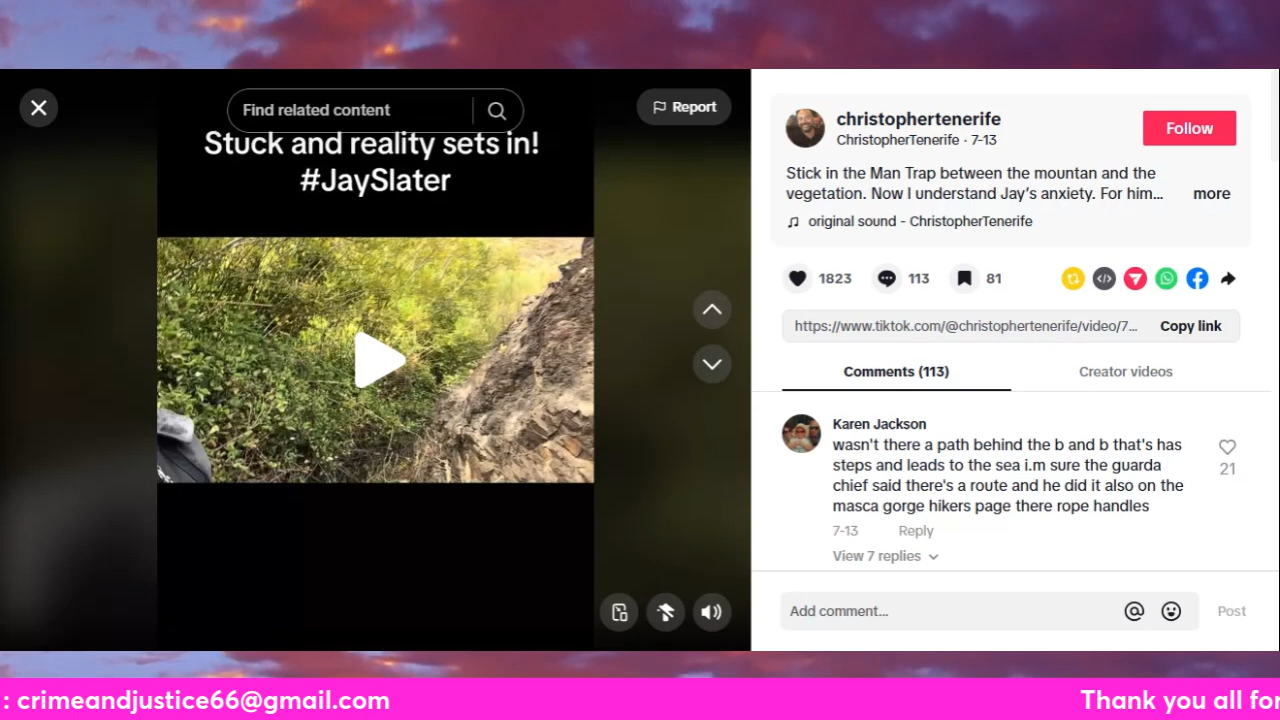 Find related content
Report
Stuck and reality sets in!
#JaySlater
christophertenerife
ChristopherTenerife · 7-13
Follow
Stick in the Man Trap between the mountan and the
vegetation. Now I understand Jay's anxiety. For him...
more
original sound - ChristopherTenerife
1823
113
81
https://www.tiktok.com/@christophertenerife/video/7...
Copy link
Comments (113)
Creator videos
Karen Jackson
wasn't there a path behind the b and b that's has
steps and leads to the sea i.m sure the guarda
chief said there's a route and he did it also on the
masca gorge hikers page there rope handles
21
7-13
Reply
View 7 replies
Add comment...
Post
: crimeandjustice66@gmail.com
Thank you all for